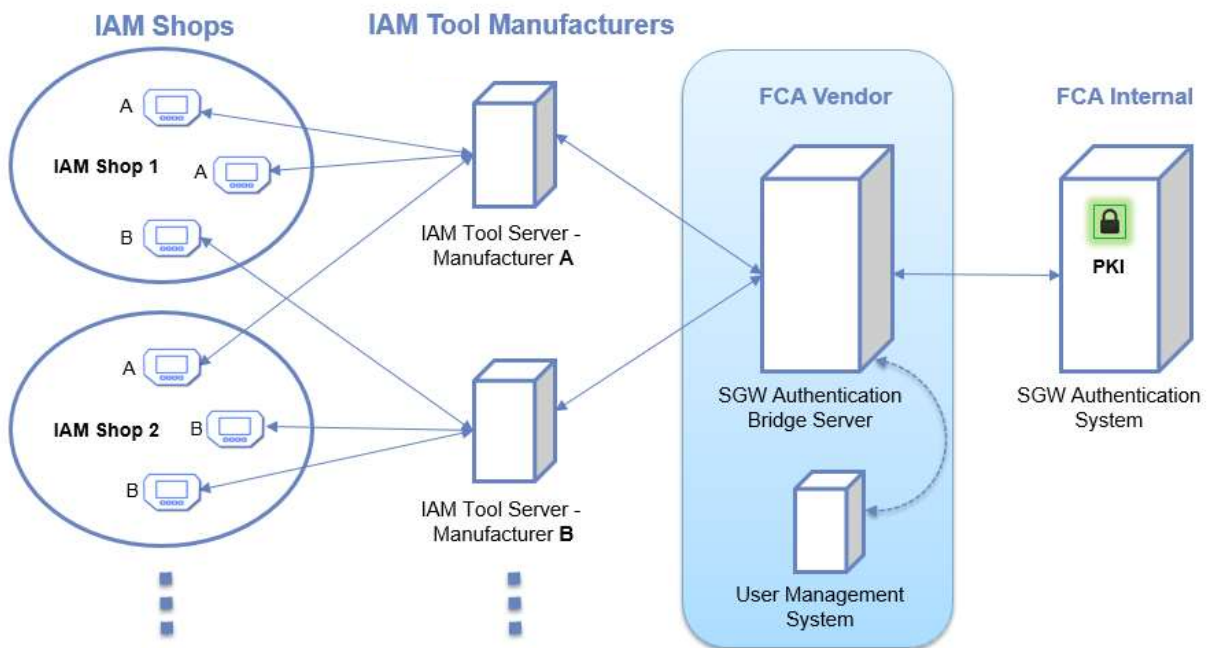 IAM Shops
IAM Tool Manufacturers
FCA Vendor
FCA Internal
A
IAM Shop 1
A
B
IAM Tool Server -
Manufacturer A
PKI
A
IAM Shop 2
B
B
IAM Tool Server -
Manufacturer B
SGW Authentication
Bridge Server
SGW Authentication
System
User Management
System